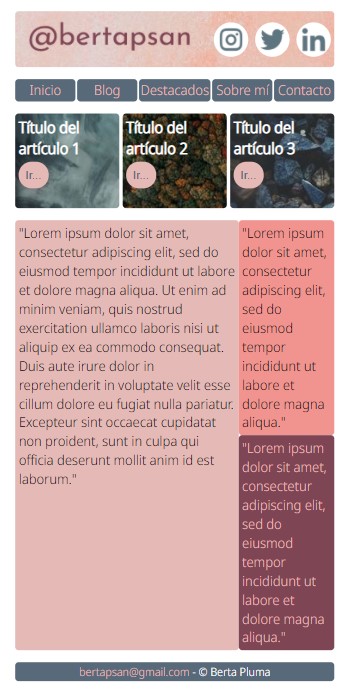 @bertapsan
Inicio Blog Destacados Sobre mí Contacto
Título del
artículo 1
Ir...
Título del
artículo 2
Ir...
Título del
artículo 3
Ir...
"Lorem ipsum dolor sit amet,
consectetur adipiscing elit, sed do
eiusmod tempor incididunt ut labore
et dolore magna aliqua. Ut enim ad
minim veniam, quis nostrud
exercitation ullamco laboris nisi ut
aliquip ex ea commodo consequat.
Duis aute irure dolor in
reprehenderit in voluptate velit esse
cillum dolore eu fugiat nulla pariatur.
Excepteur sint occaecat cupidatat
non proident, sunt in culpa qui
officia deserunt mollit anim id est
laborum."
"Lorem ipsum
dolor sit amet,
consectetur
adipiscing elit,
sed do
eiusmod
tempor
incididunt ut
labore et
dolore magna
aliqua."
"Lorem ipsum
dolor sit amet,
consectetur
adipiscing elit,
sed do
eiusmod
tempor
incididunt ut
labore et
dolore magna
aliqua."
bertapsan@gmail.com - © Berta Pluma